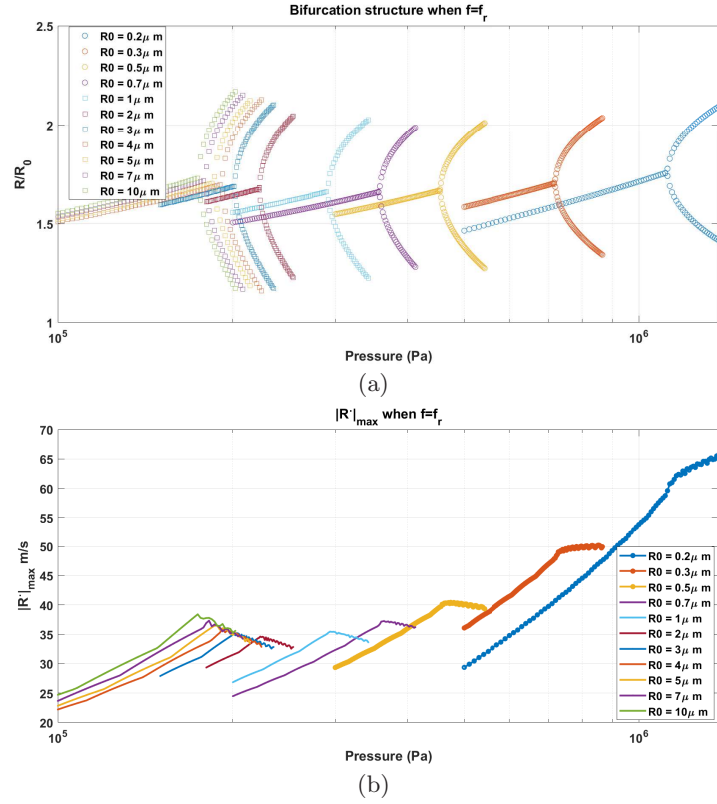 Bifurcation structure when f=fr
2.5
2
1.5
1
R/R0
R0 = 0.2μ m
R0 = 0.3μ m
R0 = 0.5μ m
R0 = 0.7μ m
R0 = 1μ m
R0 = 2μ m
R0 = 3μ m
R0 = 4μ m
R0 = 5μ m
R0 = 7μ m
R0 = 10μ m
10^5
10^6
Pressure (Pa)
(a)
|R˙|max when f=fr
70
65
60
55
50
45
40
35
30
25
20
|R˙|max m/s
R0 = 0.2μ m
R0 = 0.3μ m
R0 = 0.5μ m
R0 = 0.7μ m
R0 = 1μ m
R0 = 2μ m
R0 = 3μ m
R0 = 4μ m
R0 = 5μ m
R0 = 7μ m
R0 = 10μ m
10^5
10^6
Pressure (Pa)
(b)